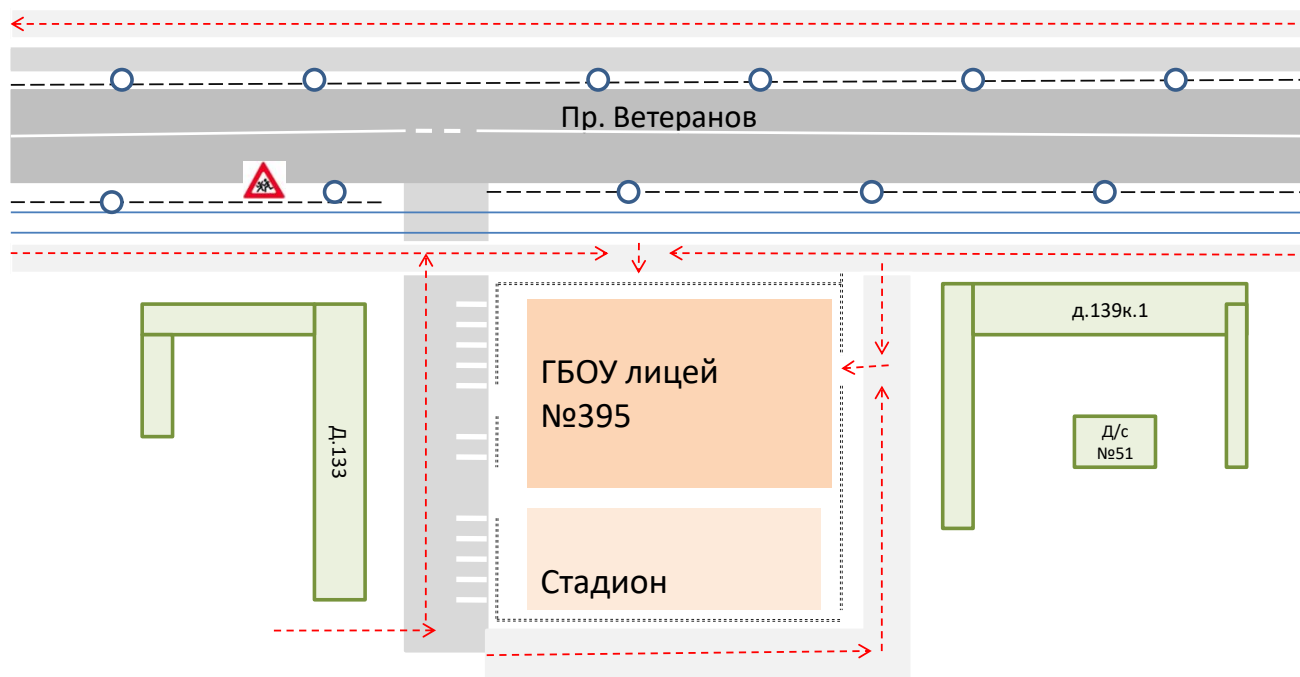 Пр. Ветеранов
д.139к.1
ГБОУ лицей
№395
Д.133
Д/с
№51
Стадион